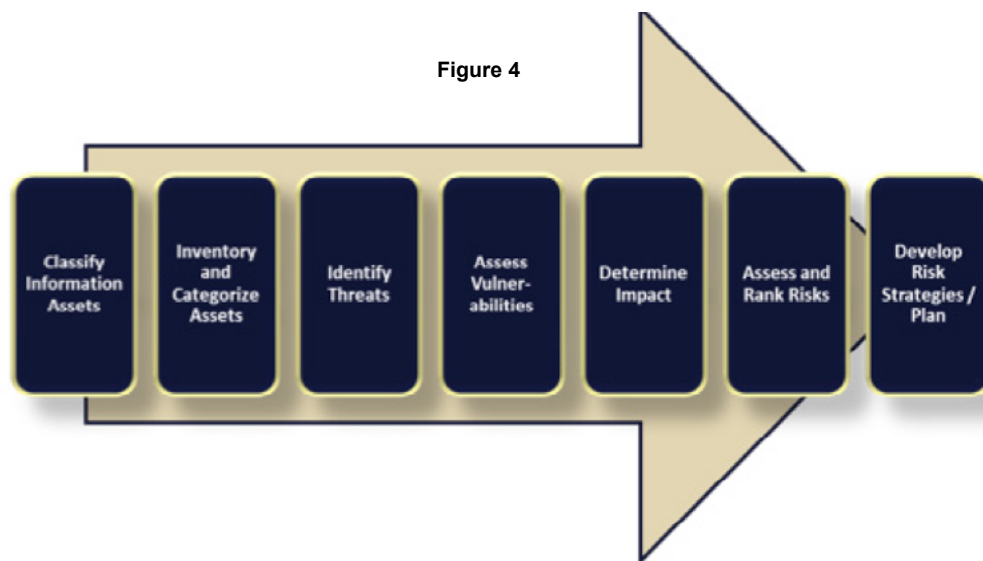 Figure 4
Classify
Information
Assets
Inventory
and
Categorize
Assets
Identify
Threats
Assess
Vulner-
abilities
Determine
Impact
Assess and
Rank Risks
Develop
Risk
Strategies /
Plan